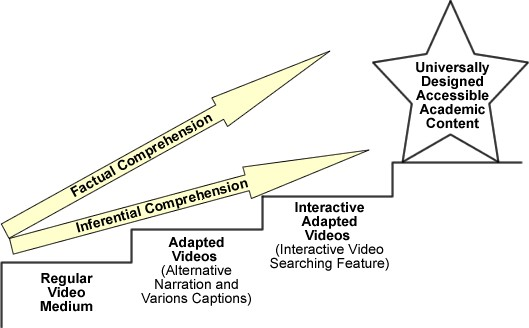 Universally
Designed
Accessible
Academic
Content
Factual Comprehension
Inferential Comprehension
Interactive
Adapted
Videos
(Interactive Video
Searching Feature)
Adapted
Videos
(Alternative
Narration and
Varions Captions)
Regular
Video
Medium